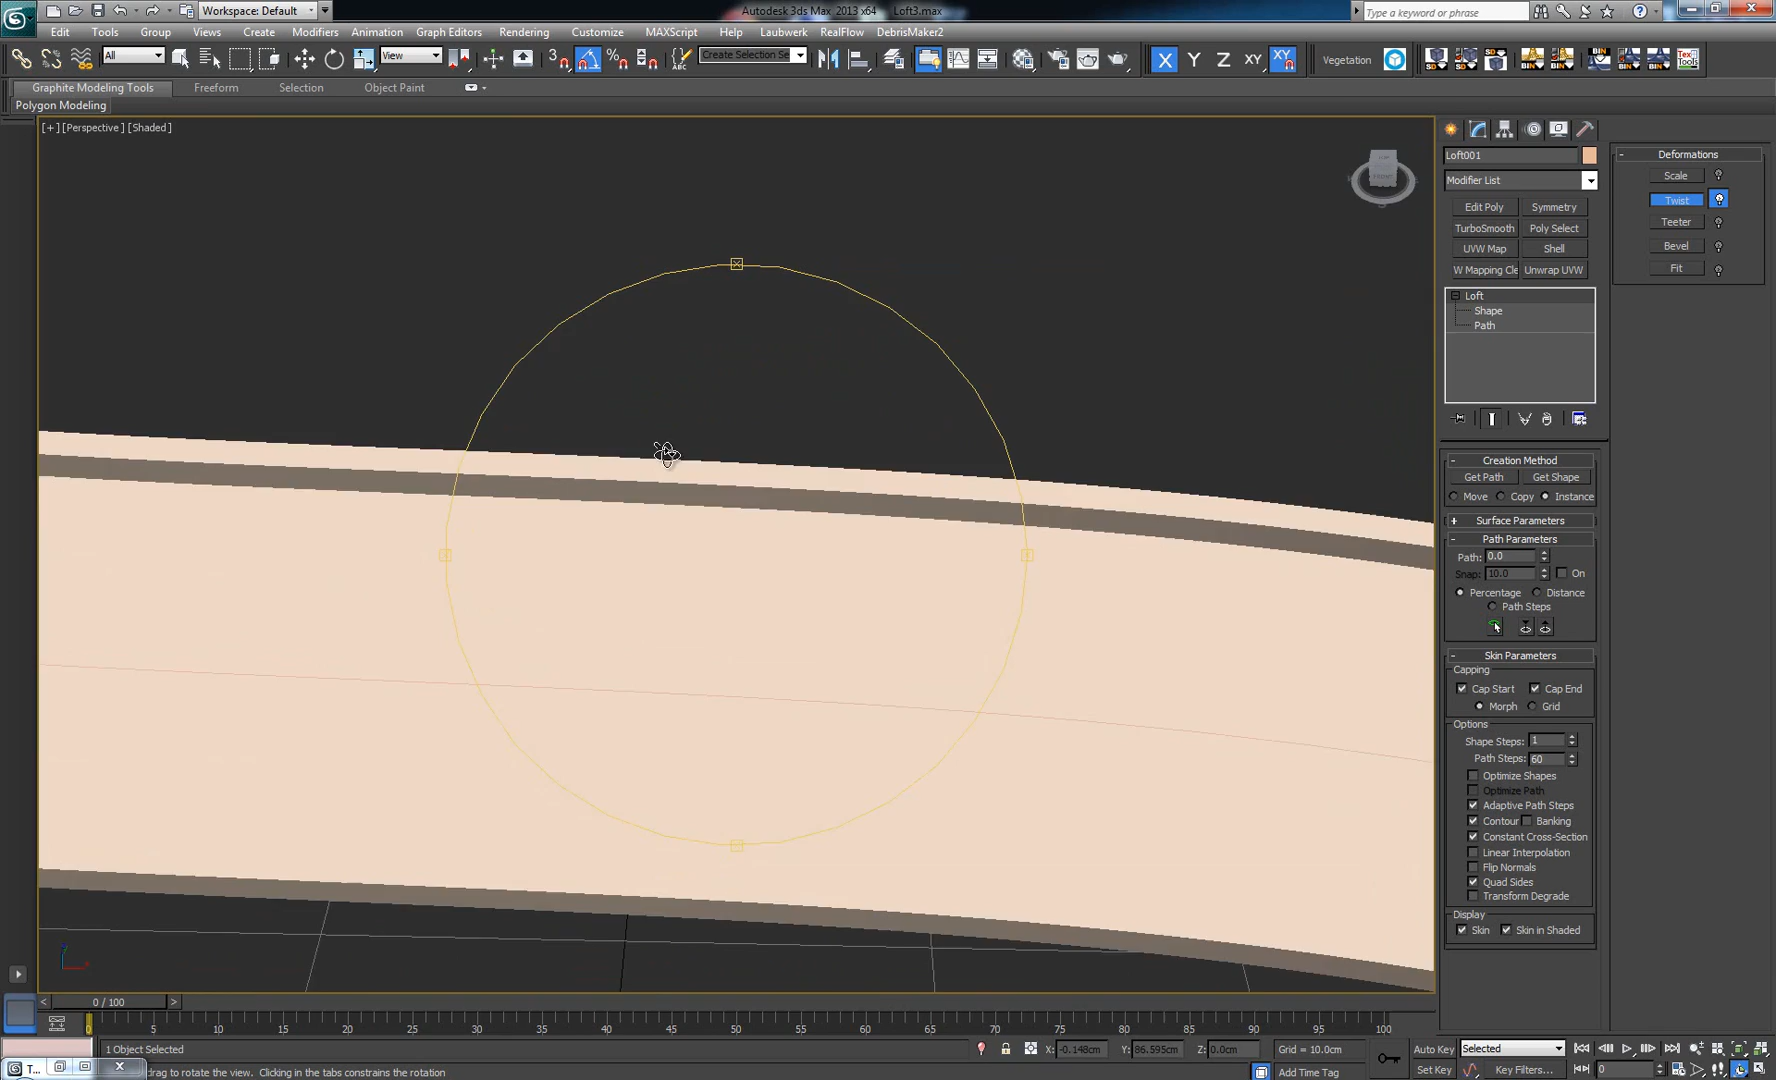 Workspace: Default
Autodesk 3ds Max 2013 x64
Loft3.max
Type a keyword or phrase
Edit Tools Group Views Create Modifiers Animation Graph Editors Rendering Customize MAXScript Help Laubwerk RealFlow DebrisMaker2
All View 3 Create Selection Se X Y Z XY XY Vegetation
Graphite Modeling Tools Freeform Selection Object Paint
Polygon Modeling
[+] [Perspective] [Shaded]
Loft001
Modifier List
Edit Poly Symmetry
TurboSmooth Poly Select
UVW Map Shell
W Mapping Cle Unwrap UVW
Loft
Shape
Path
Creation Method
Get Path Get Shape
Move Copy Instance
Surface Parameters
Path Parameters
Path: 0.0
Snap: 10.0 On
Percentage Distance
Path Steps
Skin Parameters
Capping
Cap Start Cap End
Morph Grid
Options
Shape Steps: 1
Path Steps: 60
Optimize Shapes
Optimize Path
Adaptive Path Steps
Contour Banking
Constant Cross-Section
Linear Interpolation
Flip Normals
Quad Sides
Transform Degrade
Display
Skin Skin in Shaded
Deformations
Scale
Twist
Teeter
Bevel
Fit
0 / 100
0 5 10 15 20 25 30 35 40 45 50 55 60 65 70 75 80 85 90 95 100
1 Object Selected
X: -0.148cm Y: 86.595cm Z: 0.0cm Grid = 10.0cm
Auto Key Selected
T...
drag to rotate the view. Clicking in the tabs constrains the rotation
Add Time Tag
Set Key Key Filters... 0